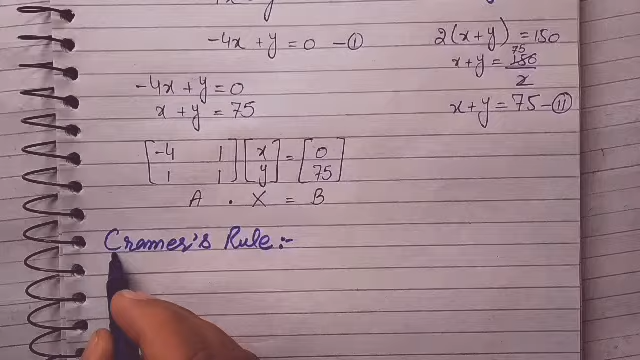 -4x + y = 0 - ①
-4x + y = 0
x + y = 75
[-4 1] [x] = [0]
[1 1] [y] [75]
A . X = B
Cramer's Rule :-
2(x+y) = 150
x+y = 150 75
2
x+y = 75 - ⑪